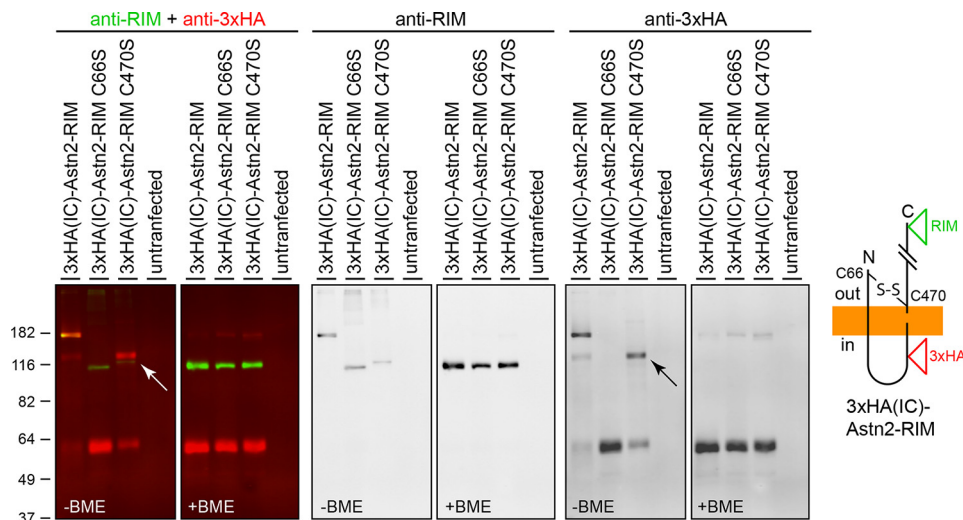 anti-RIM + anti-3xHA
3xHA(IC)-Astn2-RIM
3xHA(IC)-Astn2-RIM C66S
3xHA(IC)-Astn2-RIM C470S
untranfected
3xHA(IC)-Astn2-RIM
3xHA(IC)-Astn2-RIM C66S
3xHA(IC)-Astn2-RIM C470S
untranfected
anti-RIM
3xHA(IC)-Astn2-RIM
3xHA(IC)-Astn2-RIM C66S
3xHA(IC)-Astn2-RIM C470S
untranfected
3xHA(IC)-Astn2-RIM
3xHA(IC)-Astn2-RIM C66S
3xHA(IC)-Astn2-RIM C470S
untranfected
anti-3xHA
3xHA(IC)-Astn2-RIM
3xHA(IC)-Astn2-RIM C66S
3xHA(IC)-Astn2-RIM C470S
untranfected
3xHA(IC)-Astn2-RIM
3xHA(IC)-Astn2-RIM C66S
3xHA(IC)-Astn2-RIM C470S
untranfected
182
116
82
64
49
37
-BME
+BME
-BME
+BME
-BME
+BME
C
RIM
N
C66
out
S-S
C470
in
3xHA
3xHA(IC)-
Astn2-RIM